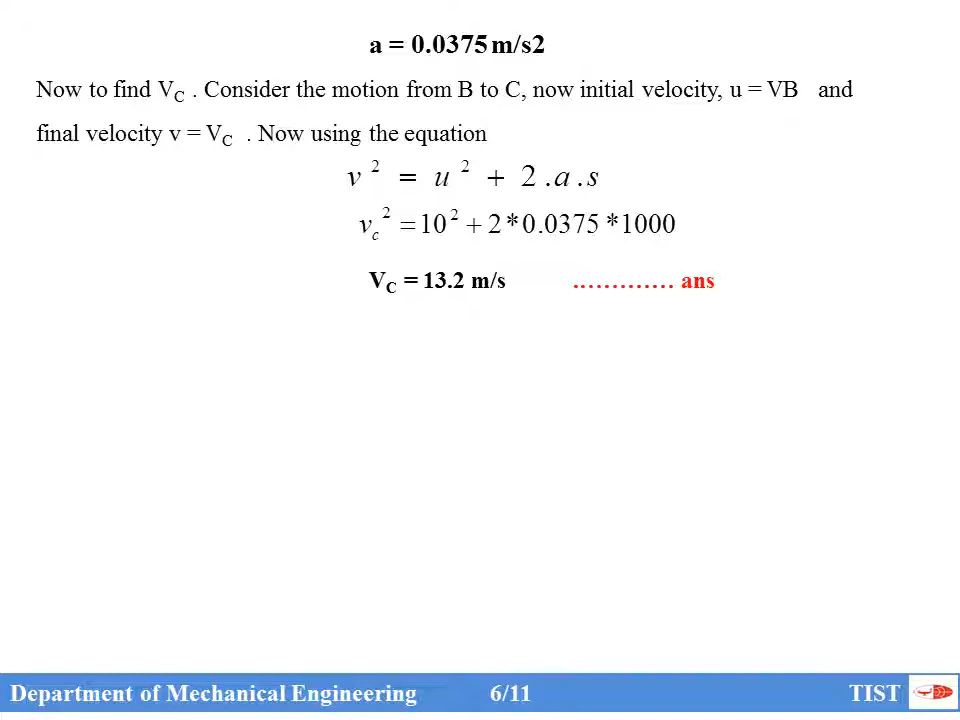 a = 0.0375 m/s2
Now to find VC . Consider the motion from B to C, now initial velocity, u = VB and
final velocity v = VC . Now using the equation
v² = u² + 2 .a .s
vc² = 10² + 2*0.0375*1000
VC = 13.2 m/s …………. ans
Department of Mechanical Engineering 6/11 TIST